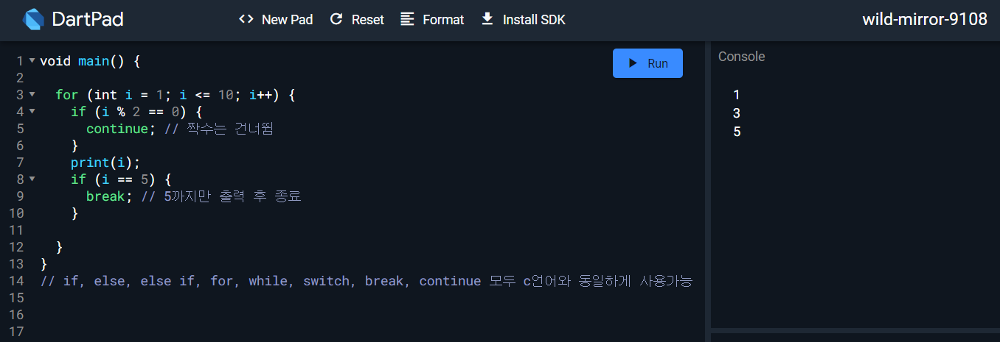 DartPad
<> New Pad
Reset
Format
Install SDK
wild-mirror-9108
Run
Console
1 void main() {
2
3   for (int i = 1; i <= 10; i++) {
4     if (i % 2 == 0) {
5       continue; // 짝수는 건너뜀
6     }
7     print(i);
8     if (i == 5) {
9       break; // 5까지만 출력 후 종료
10     }
11
12   }
13 }
14 // if, else, else if, for, while, switch, break, continue 모두 c언어와 동일하게 사용가능
15
16
17
1
3
5